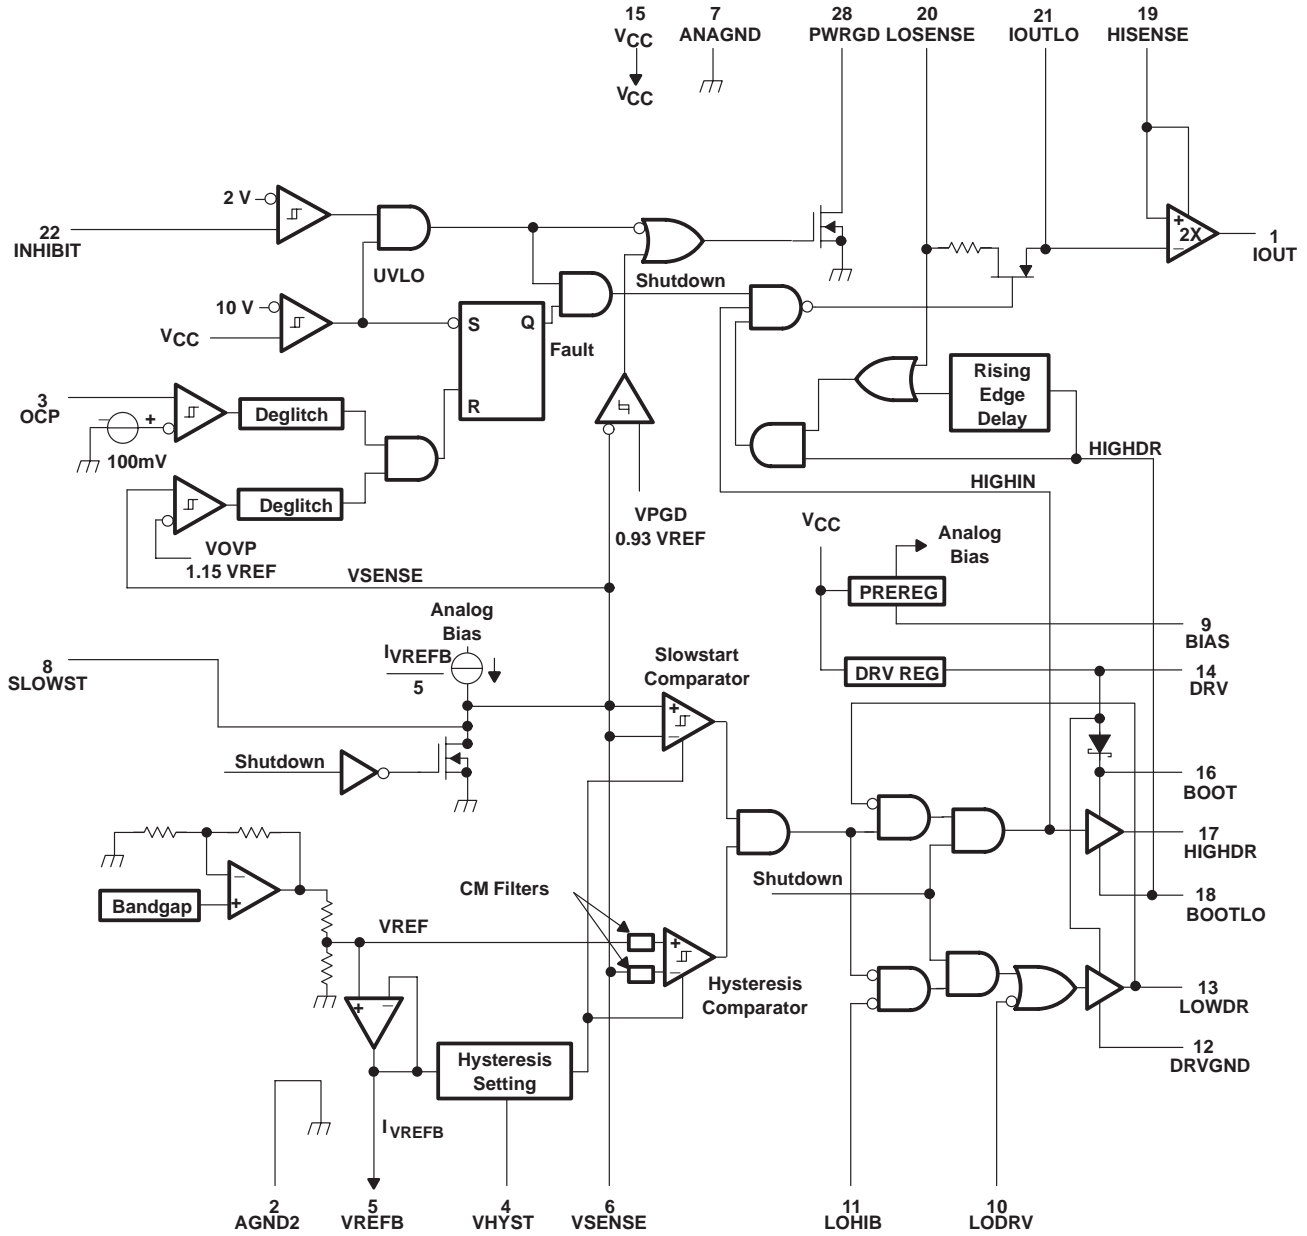 15
VCC
VCC
7
ANAGND
28
PWRGD
20
LOSENSE
21
IOUTLO
19
HISENSE
2 V
22
INHIBIT
UVLO
+
2X
−
1
IOUT
10 V
VCC
S
Q
R
Fault
Shutdown
3
OCP
+
100mV
Deglitch
Deglitch
Rising
Edge
Delay
HIGHDR
HIGHIN
VOVP
1.15 VREF
VPGD
0.93 VREF
VSENSE
VCC
Analog
Bias
PREREG
9
BIAS
Analog
Bias
IVREFB
5
8
SLOWST
Slowstart
Comparator
+
−
DRV REG
14
DRV
Shutdown
16
BOOT
17
HIGHDR
Shutdown
18
BOOTLO
−
+
Bandgap
CM Filters
VREF
+
−
Hysteresis
Comparator
+
−
13
LOWDR
12
DRVGND
Hysteresis
Setting
IVREFB
2
AGND2
5
VREFB
4
VHYST
6
VSENSE
11
LOHIB
10
LODRV